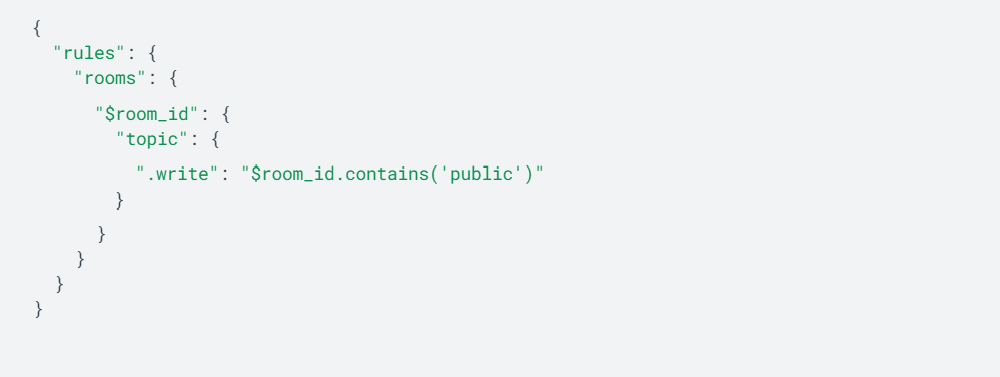 {
"rules": {
"rooms": {
"$room_id": {
"topic": {
".write": "$room_id.contains('public')"
}
}
}
}
}